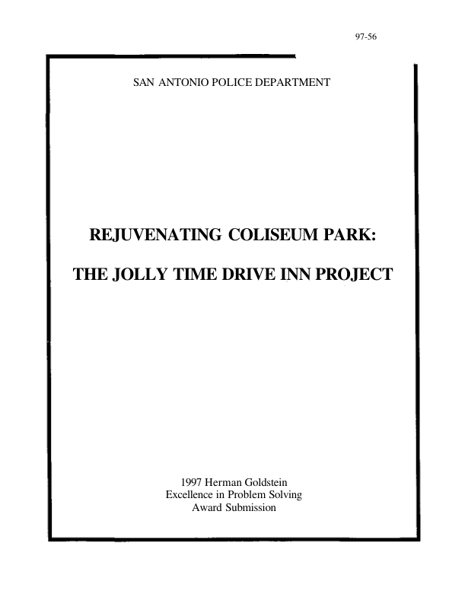 97-56
SAN ANTONIO POLICE DEPARTMENT
REJUVENATING COLISEUM PARK:
THE JOLLY TIME DRIVE INN PROJECT
1997 Herman Goldstein
Excellence in Problem Solving
Award Submission